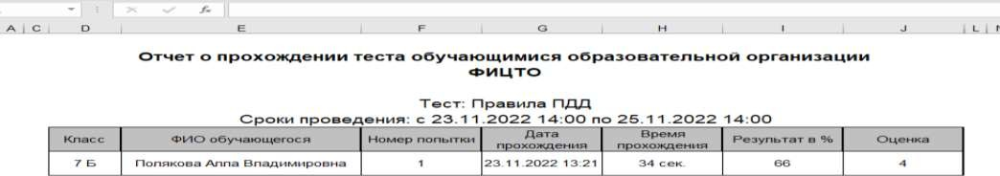 A C D E F G H I J L
Отчет о прохождении теста обучающимися образовательной организации
ФИЦТО
Тест: Правила ПДД
Сроки проведения: с 23.11.2022 14:00 по 25.11.2022 14:00
Класс ФИО обучающегося Номер попытки Дата прохождения Время прохождения Результат в % Оценка
7 Б Полякова Алла Владимировна 1 23.11.2022 13:21 34 сек. 66 4